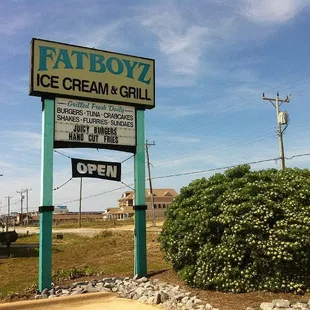 FATBOYZ
ICE CREAM & GRILL
Grilled Fresh Daily
BURGERS · TUNA · CRABCAKES
SHAKES · FLURRIES · SUNDAES
JUICY BURGERS
HAND CUT FRIES
OPEN